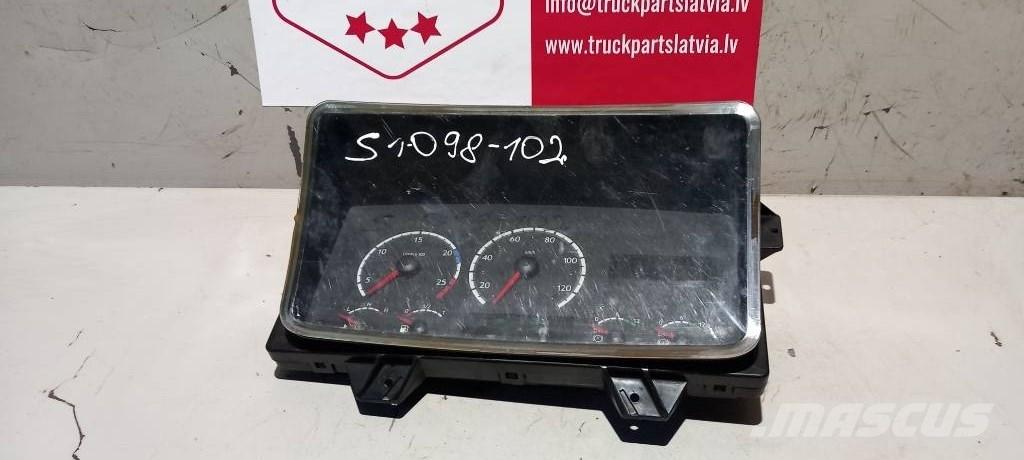 info@truckpartslatvia.lv
www.truckpartslatvia.lv
S1-098-102
5 10 15 20 25
20 40 60 80 100 120
km/h
MASCUS